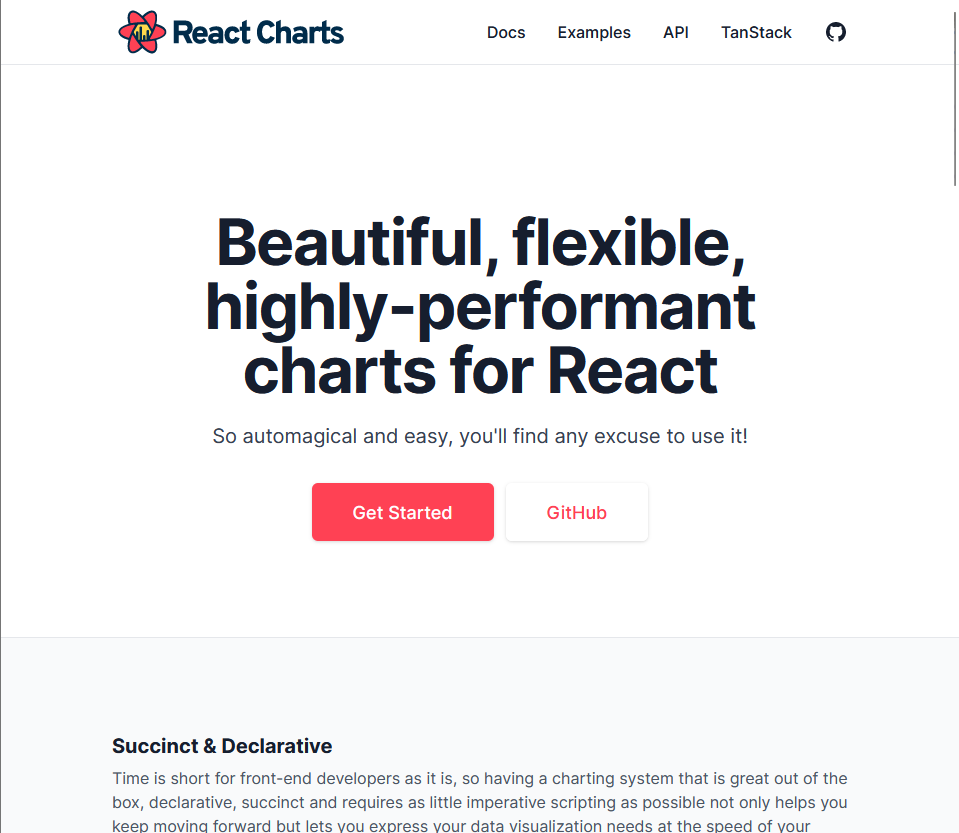 React Charts
Docs Examples API TanStack
Beautiful, flexible,
highly-performant
charts for React
So automagical and easy, you'll find any excuse to use it!
Get Started GitHub
Succinct & Declarative
Time is short for front-end developers as it is, so having a charting system that is great out of the
box, declarative, succinct and requires as little imperative scripting as possible not only helps you
keep moving forward but lets you express your data visualization needs at the speed of your